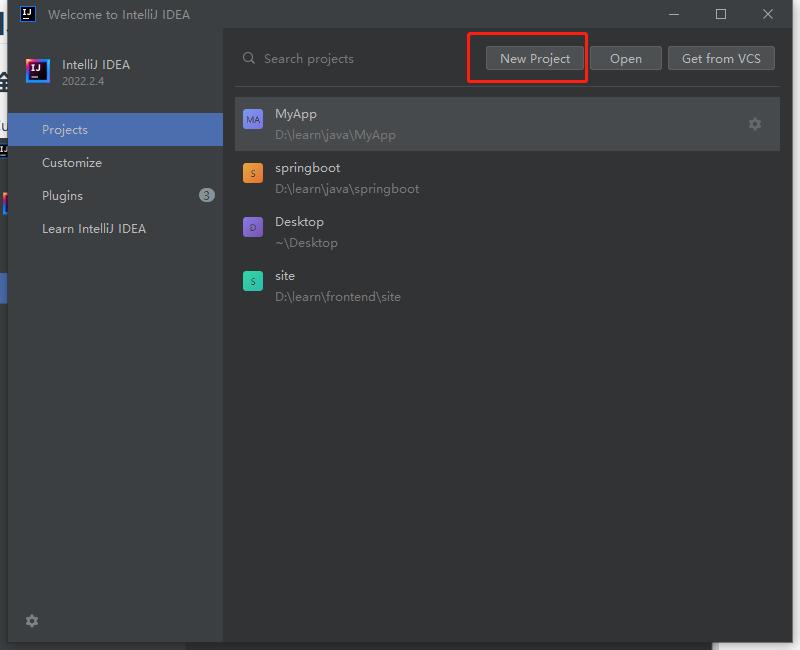 Welcome to IntelliJ IDEA
IntelliJ IDEA
2022.2.4
Projects
Customize
Plugins
3
Learn IntelliJ IDEA
Search projects
New Project
Open
Get from VCS
MA
MyApp
D:\learn\java\MyApp
S
springboot
D:\learn\java\springboot
D
Desktop
~\Desktop
S
site
D:\learn\frontend\site